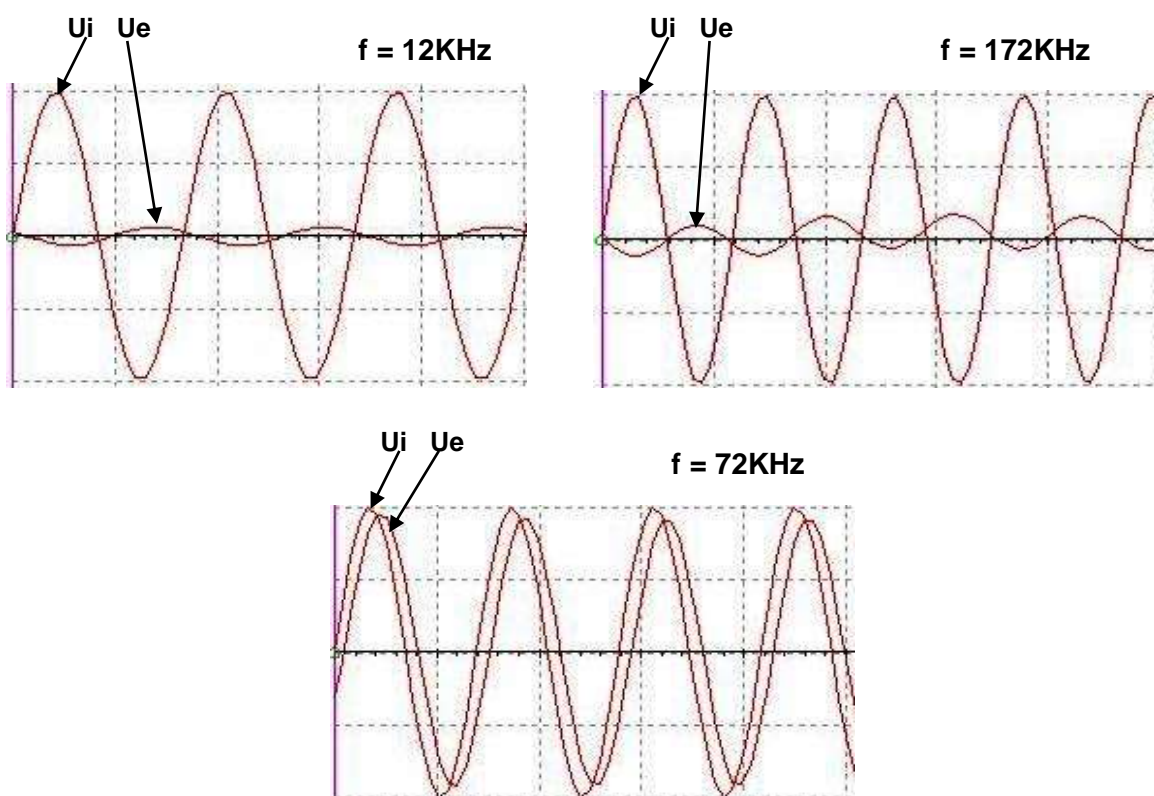 Ui Ue
f = 12KHz
Ui Ue
f = 172KHz
Ui Ue
f = 72KHz